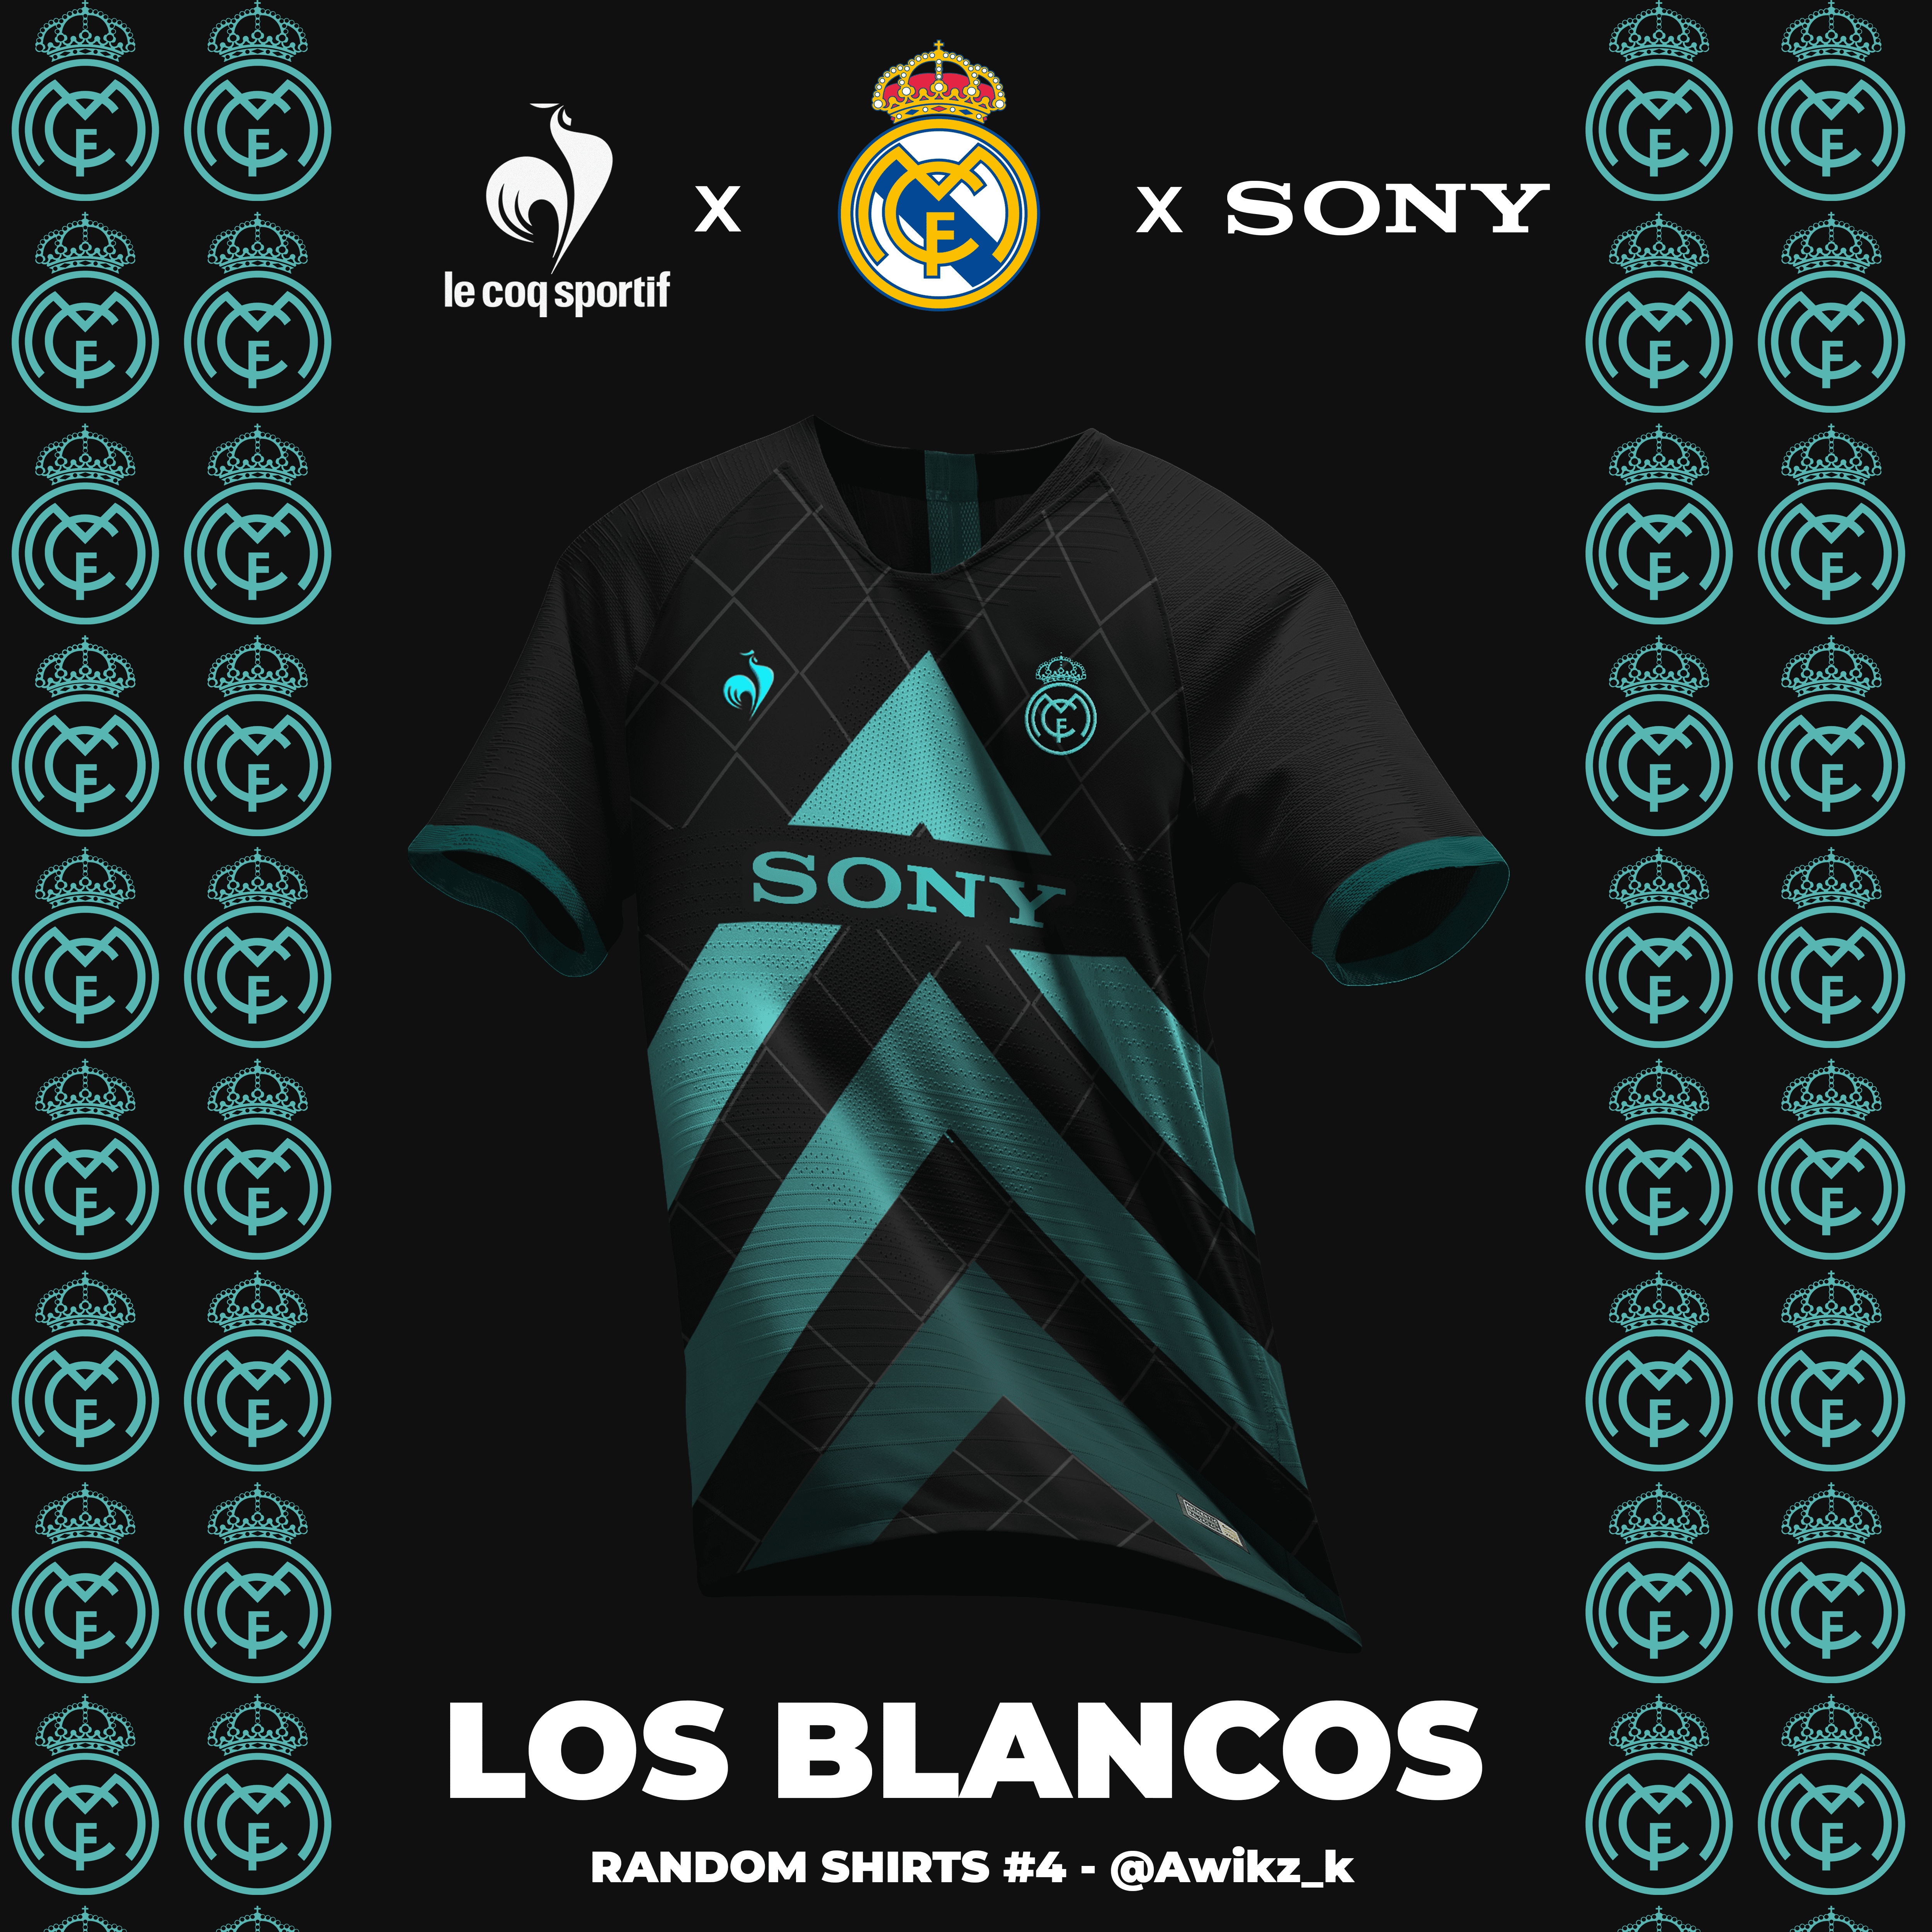 le coq sportif
X
X SONY
SONY
LOS BLANCOS
RANDOM SHIRTS #4 - @Awikz_k